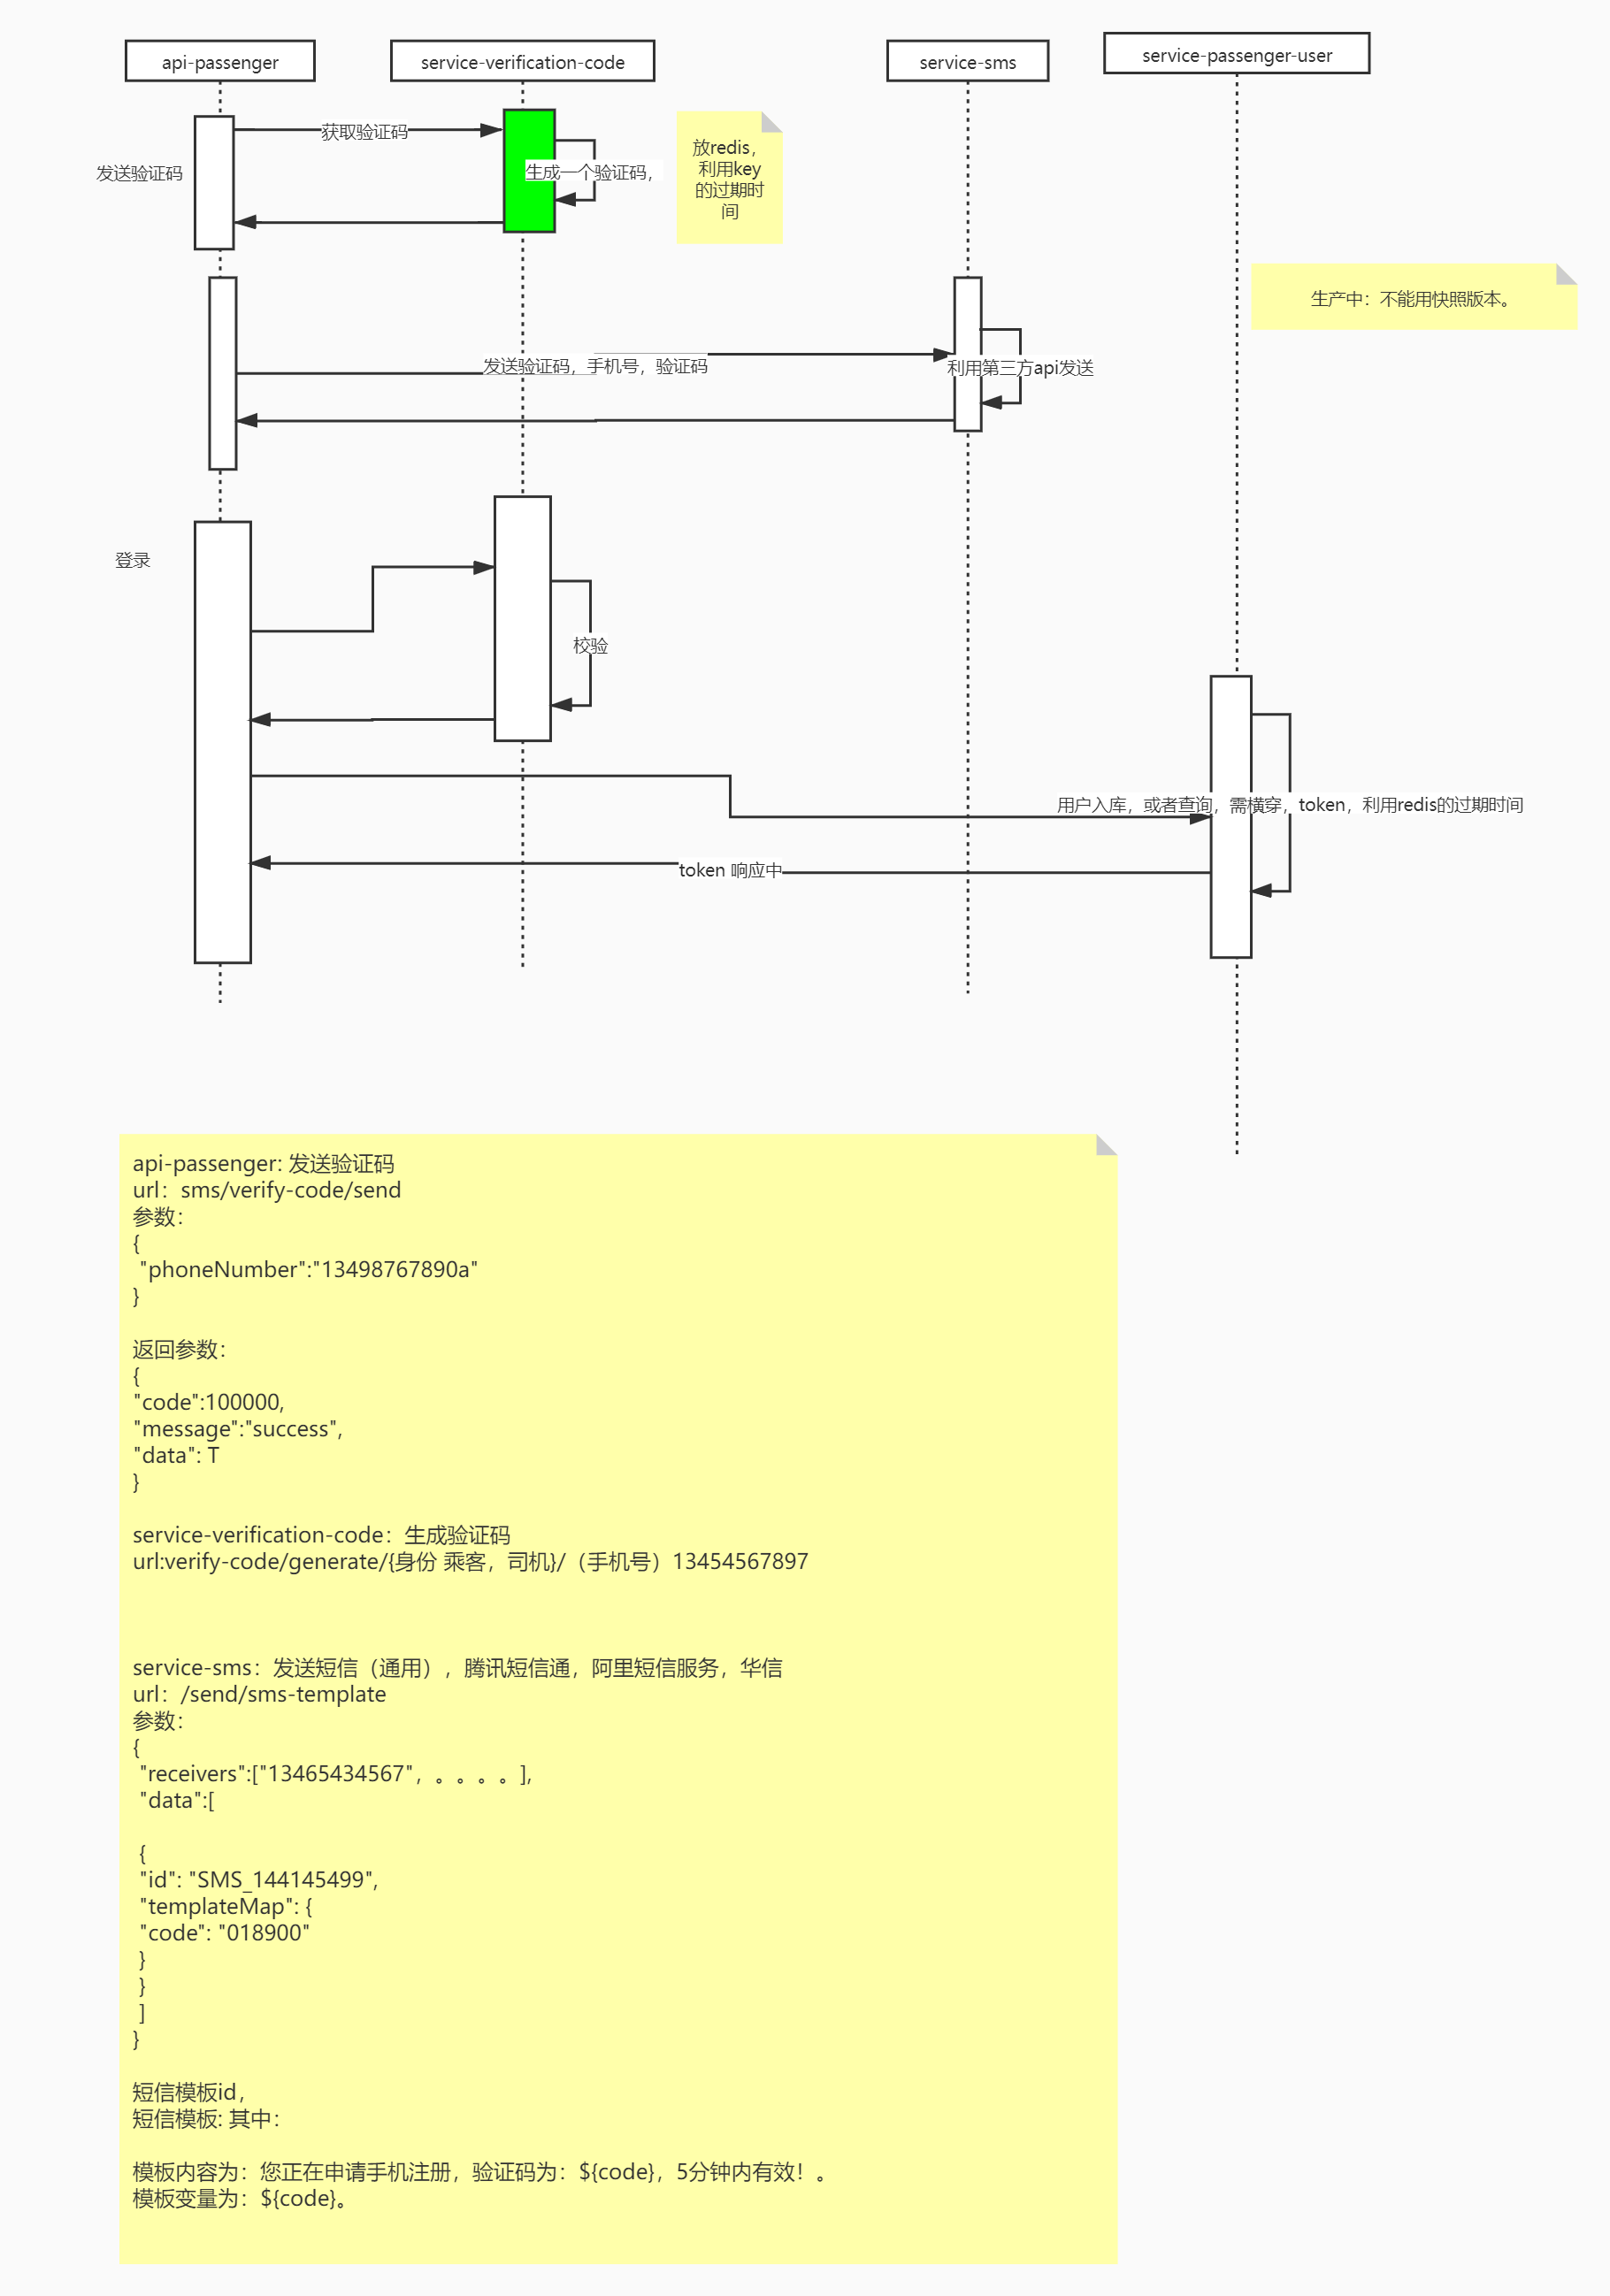 api-passenger
service-verification-code
service-sms
service-passenger-user
获取验证码
发送验证码
生成一个验证码，
放redis，
利用key
的过期时
间
生产中：不能用快照版本。
发送验证码，手机号，验证码
利用第三方api发送
登录
校验
用户入库，或者查询，需横穿，token，利用redis的过期时间
token 响应中
api-passenger: 发送验证码
url：sms/verify-code/send
参数：
{
 "phoneNumber":"13498767890a"
}
返回参数：
{
"code":100000,
"message":"success",
"data": T
}
service-verification-code：生成验证码
url:verify-code/generate/{身份 乘客，司机}/（手机号）13454567897
service-sms：发送短信（通用），腾讯短信通，阿里短信服务，华信
url：/send/sms-template
参数：
{
 "receivers":["13465434567"，。。。。],
 "data":[
 {
 "id": "SMS_144145499",
 "templateMap": {
 "code": "018900"
 }
 }
 ]
}
短信模板id，
短信模板: 其中：
模板内容为：您正在申请手机注册，验证码为：${code}，5分钟内有效！。
模板变量为：${code}。